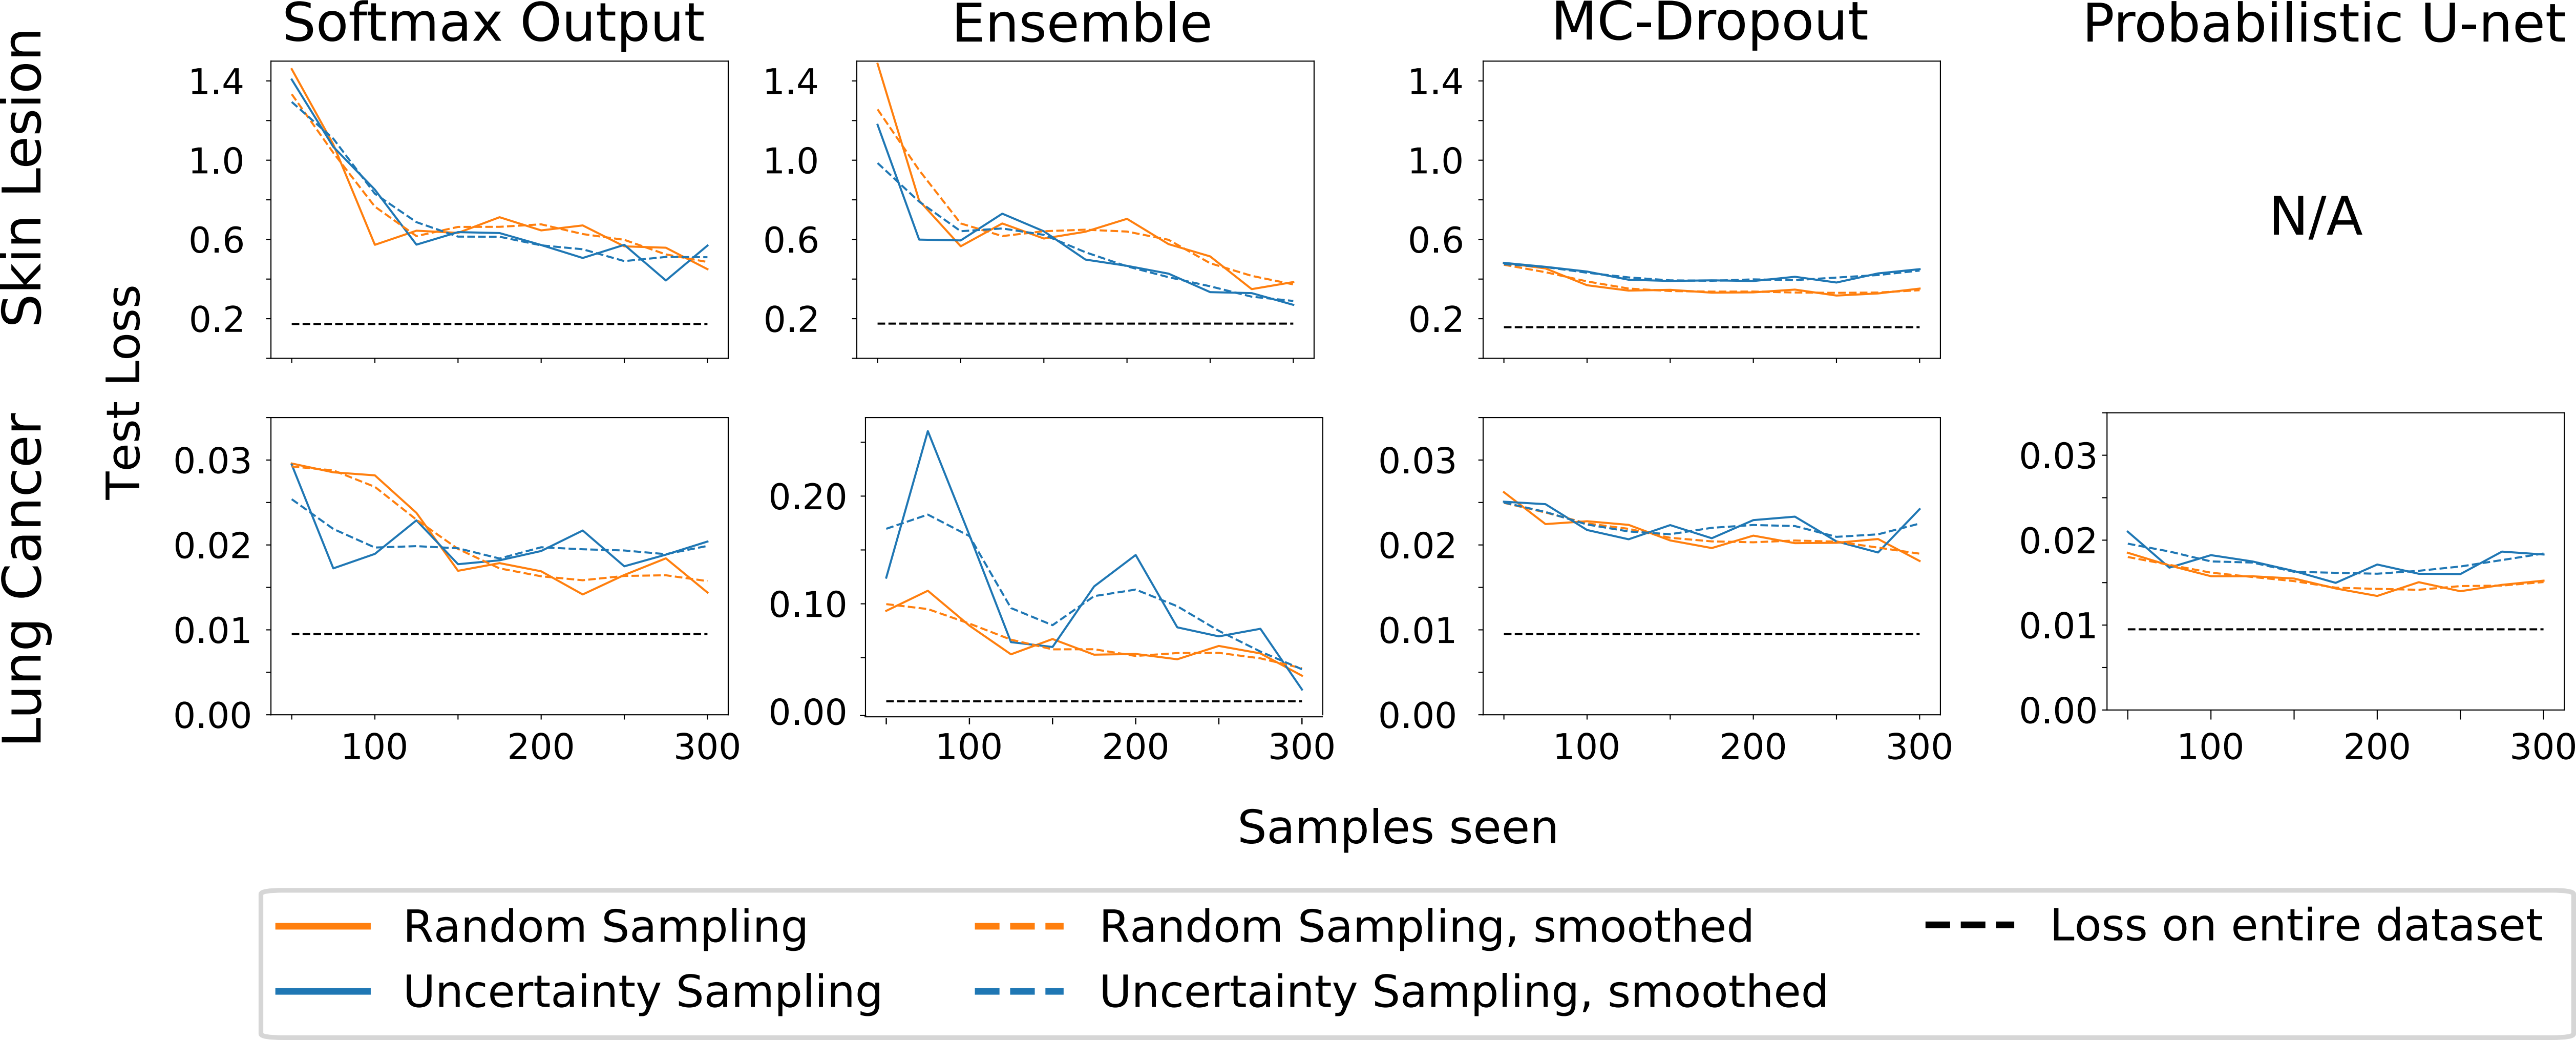 Softmax Output
Ensemble
MC-Dropout
Probabilistic U-net
Skin Lesion
1.4
1.0
0.6
0.2
1.4
1.0
0.6
0.2
1.4
1.0
0.6
0.2
N/A
Test Loss
Lung Cancer
0.03
0.02
0.01
0.00
100
200
300
0.20
0.10
0.00
100
200
300
0.03
0.02
0.01
0.00
100
200
300
0.03
0.02
0.01
0.00
100
200
300
Samples seen
Random Sampling
Random Sampling, smoothed
Loss on entire dataset
Uncertainty Sampling
Uncertainty Sampling, smoothed